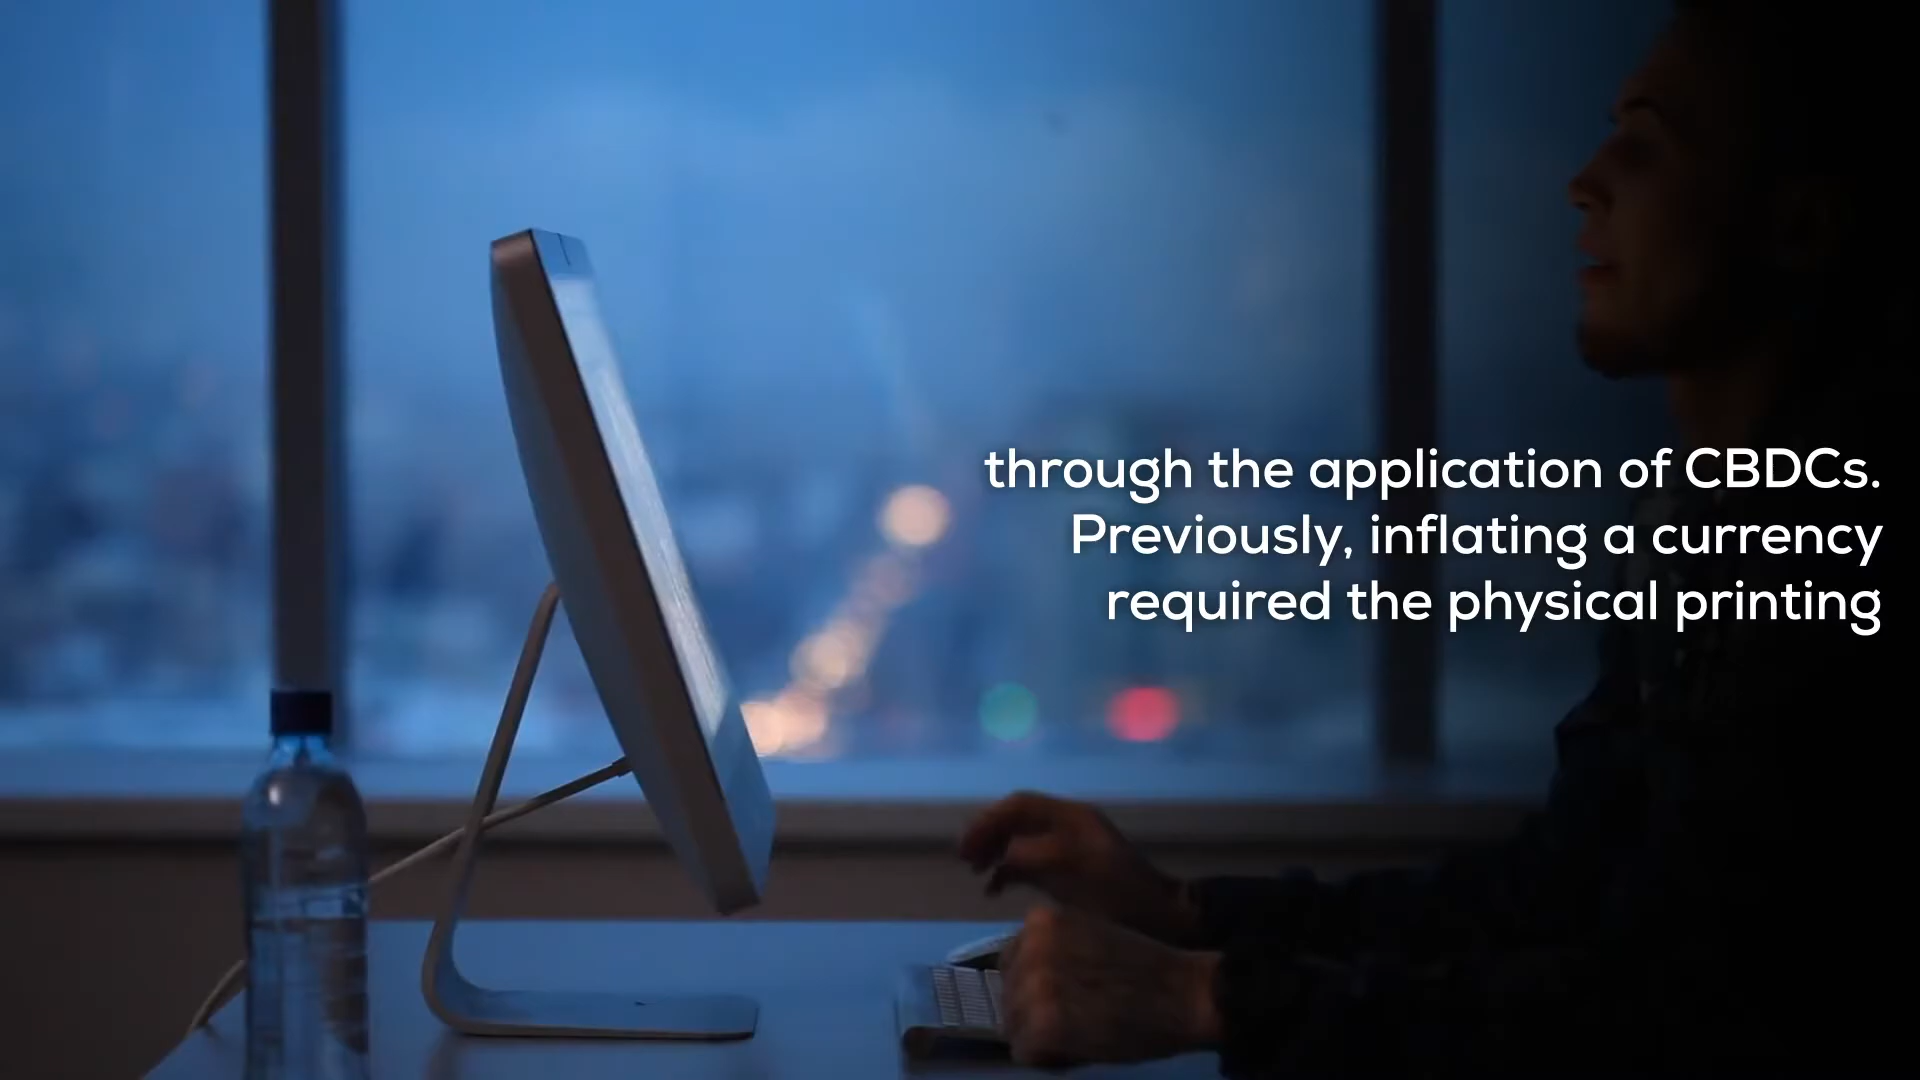 through the application of CBDCs.
Previously, inflating a currency
required the physical printing